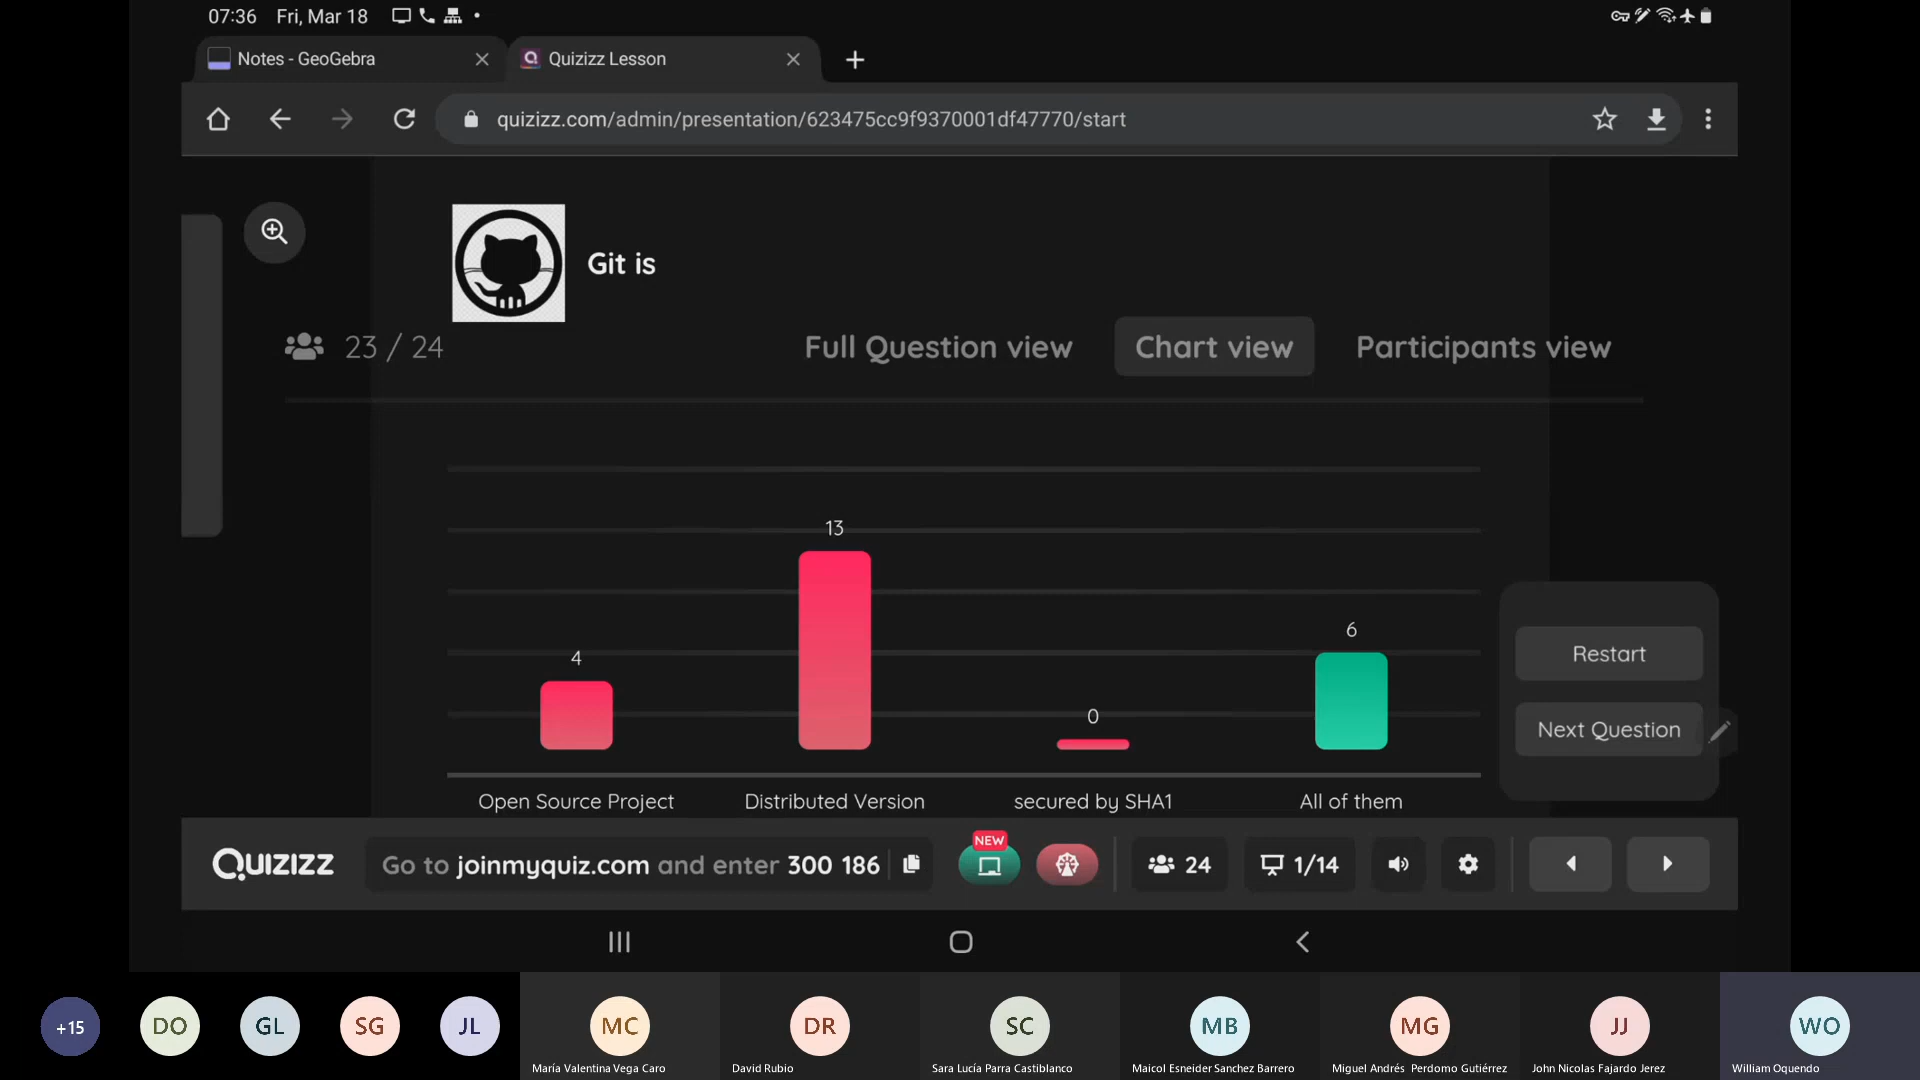 07:36 Fri, Mar 18
Notes - GeoGebra
Quizizz Lesson
quizizz.com/admin/presentation/623475cc9f9370001df47770/start
Git is
23 / 24
Full Question view
Chart view
Participants view
13
6
4
0
Open Source Project
Distributed Version
secured by SHA1
All of them
Restart
Next Question
QUIZIZZ
Go to joinmyquiz.com and enter 300 186
NEW
24
1/14
+15
DO
GL
SG
JL
MC
DR
SC
MB
MG
JJ
WO
María Valentina Vega Caro
David Rubio
Sara Lucía Parra Castiblanco
Maicol Esneider Sanchez Barrero
Miguel Andrés Perdomo Gutiérrez
John Nicolas Fajardo Jerez
William Oquendo